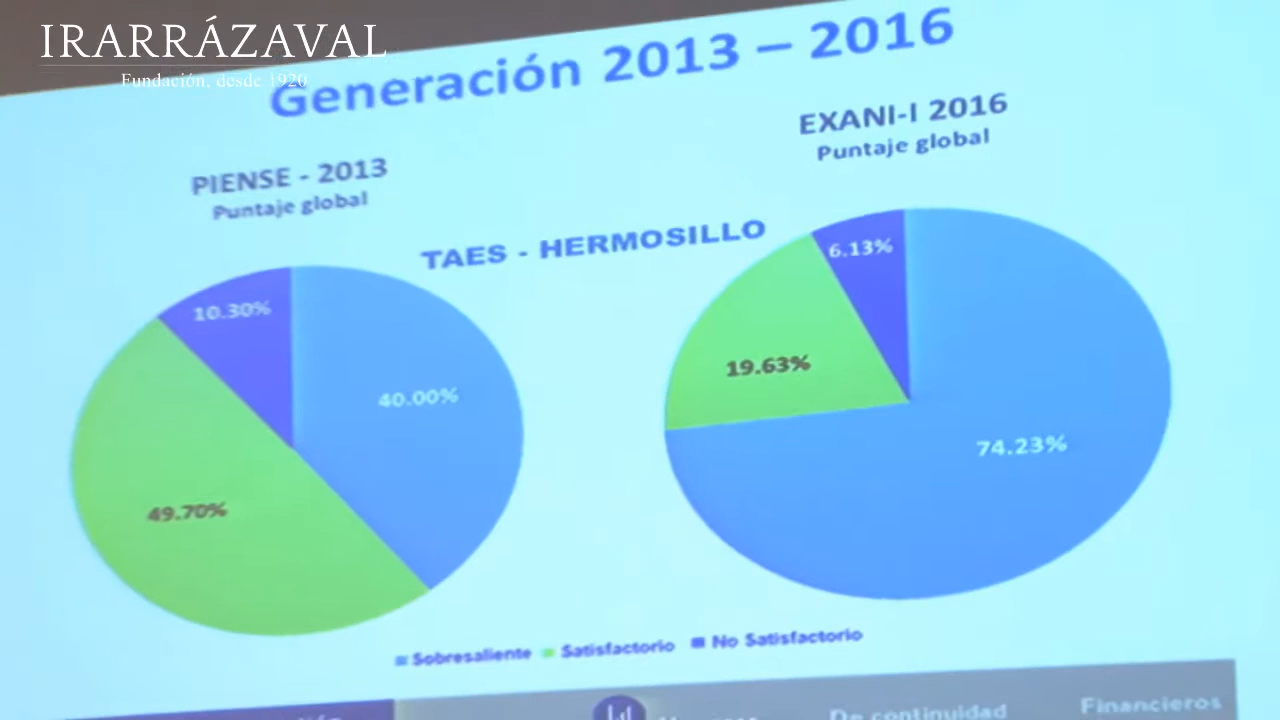 IRARRÁZAVAL
Fundación, desde 1920
Generación 2013 – 2016
PIENSE - 2013
Puntaje global
EXANI-I 2016
Puntaje global
TAES - HERMOSILLO
10.30%
40.00%
49.70%
6.13%
19.63%
74.23%
Sobresaliente Satisfactorio No Satisfactorio
De continuidad
Financieros